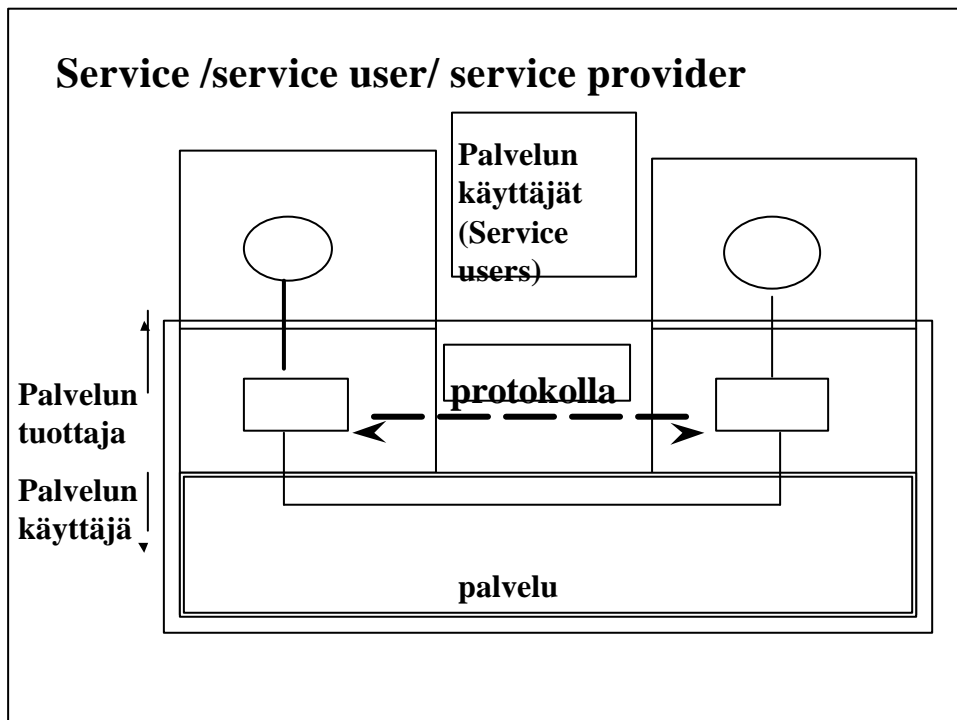 Service /service user/ service provider
Palvelun
käyttäjät
(Service
users)
protokolla
Palvelun
tuottaja
Palvelun
käyttäjä
palvelu